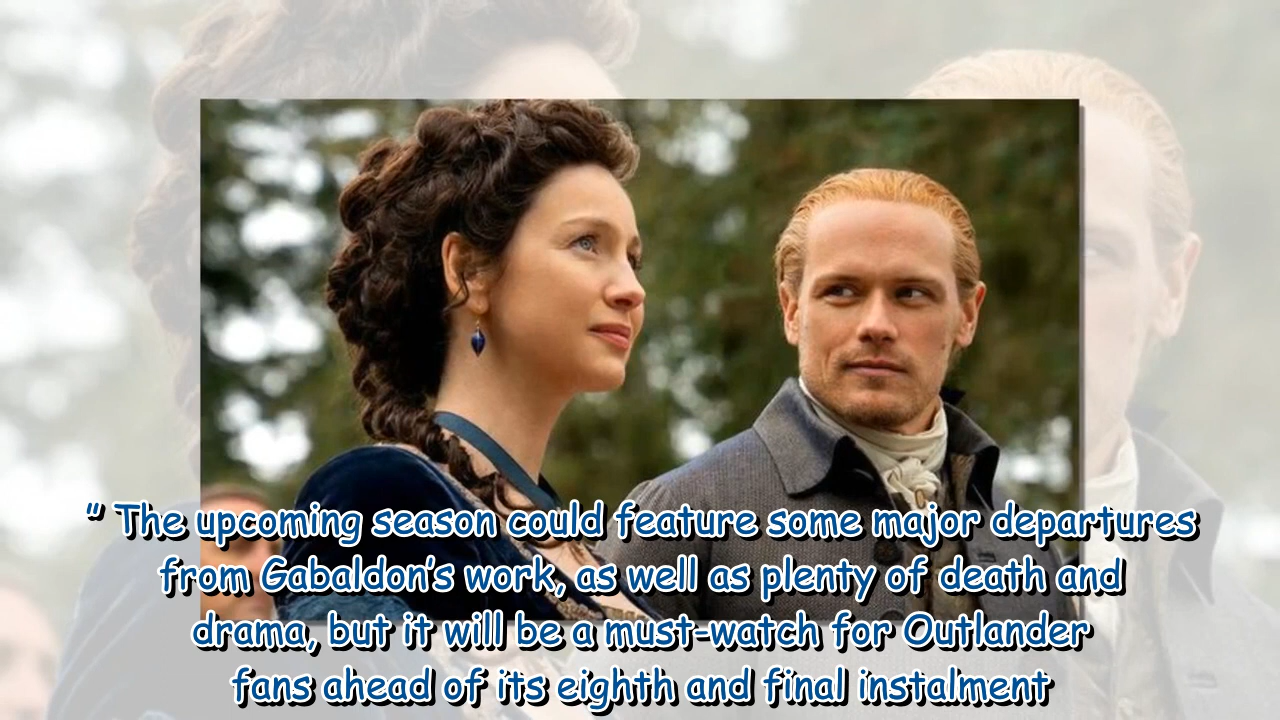 ” The upcoming season could feature some major departures
from Gabaldon’s work, as well as plenty of death and
drama, but it will be a must-watch for Outlander
fans ahead of its eighth and final instalment